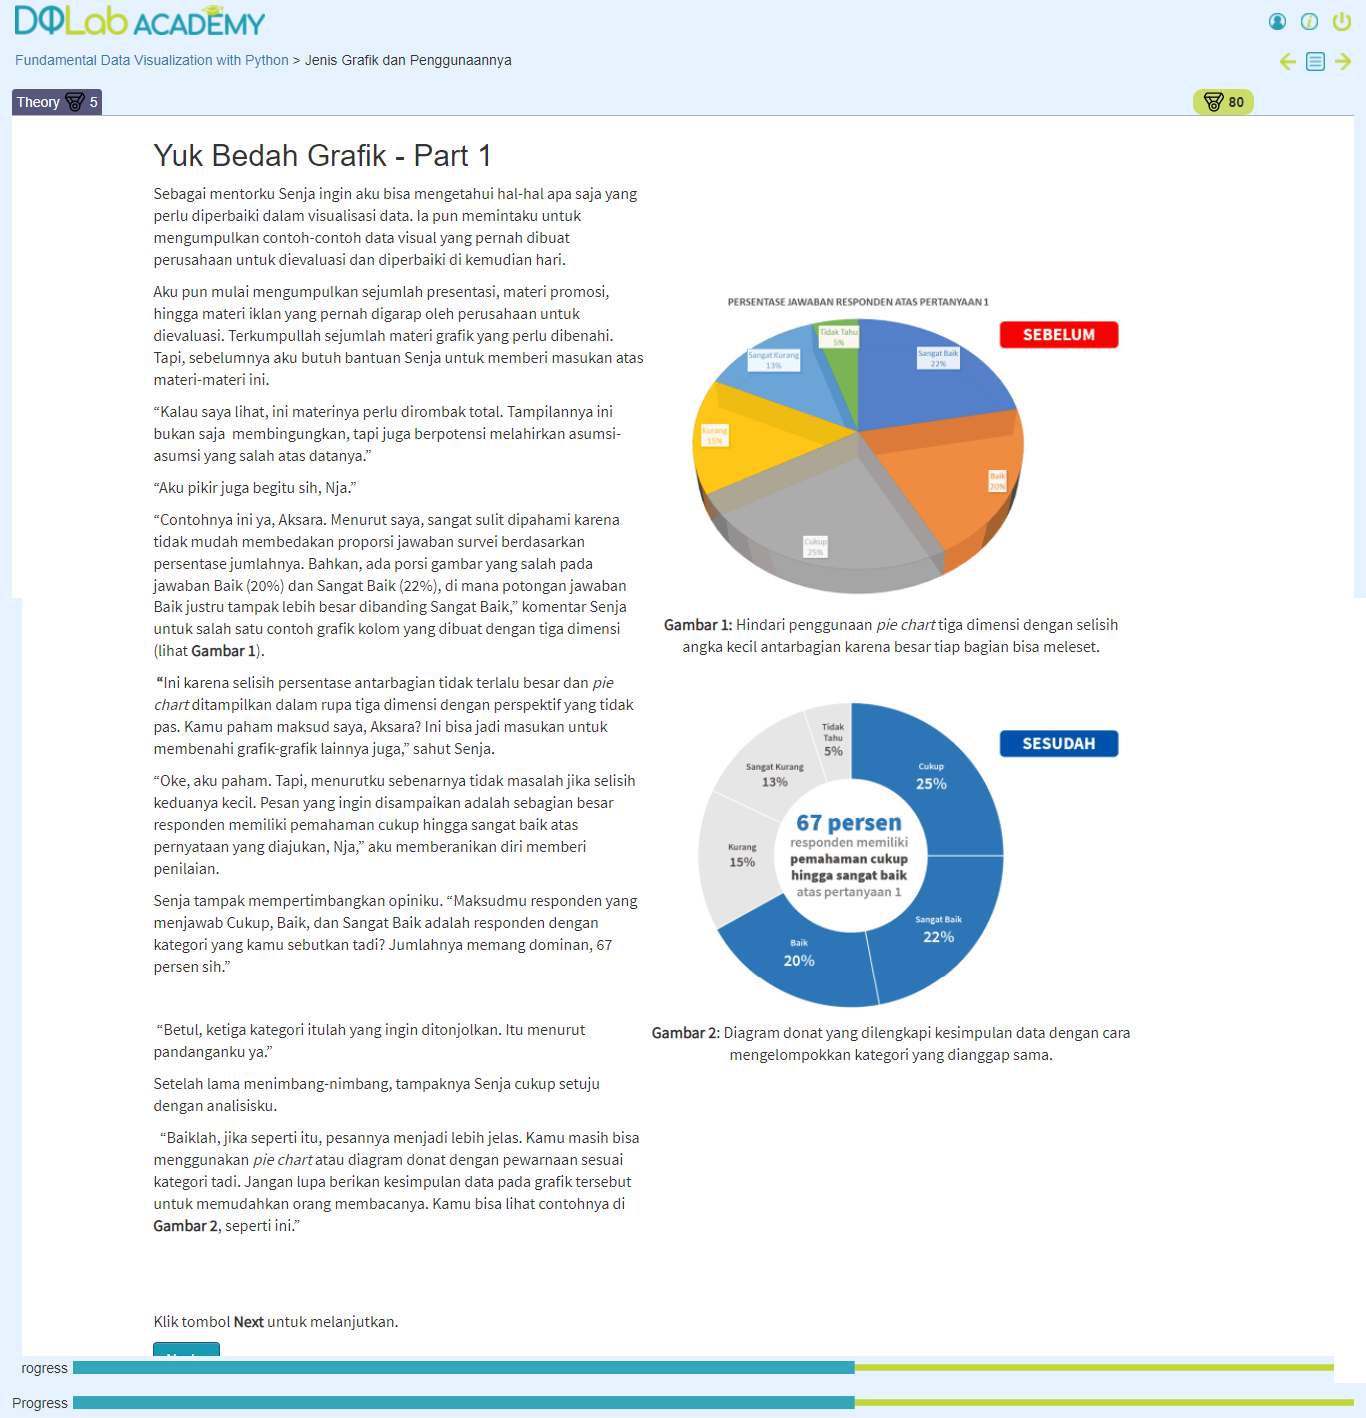 DQLab ACADEMY
Fundamental Data Visualization with Python > Jenis Grafik dan Penggunaannya
Theory 5
80
Yuk Bedah Grafik - Part 1
Sebagai mentorku Senja ingin aku bisa mengetahui hal-hal apa saja yang
perlu diperbaiki dalam visualisasi data. Ia pun memintaku untuk
mengumpulkan contoh-contoh data visual yang pernah dibuat
perusahaan untuk dievaluasi dan diperbaiki di kemudian hari.
Aku pun mulai mengumpulkan sejumlah presentasi, materi promosi,
hingga materi iklan yang pernah digarap oleh perusahaan untuk
dievaluasi. Terkumpullah sejumlah materi grafik yang perlu dibenahi.
Tapi, sebelumnya aku butuh bantuan Senja untuk memberi masukan atas
materi-materi ini.
“Kalau saya lihat, ini materinya perlu dirombak total. Tampilannya ini
bukan saja membingungkan, tapi juga berpotensi melahirkan asumsi-
asumsi yang salah atas datanya.”
“Aku pikir juga begitu sih, Nja.”
“Contohnya ini ya, Aksara. Menurut saya, sangat sulit dipahami karena
tidak mudah membedakan proporsi jawaban survei berdasarkan
persentase jumlahnya. Bahkan, ada porsi gambar yang salah pada
jawaban Baik (20%) dan Sangat Baik (22%), di mana potongan jawaban
Baik justru tampak lebih besar dibanding Sangat Baik,” komentar Senja
untuk salah satu contoh grafik kolom yang dibuat dengan tiga dimensi
(lihat Gambar 1).
“Ini karena selisih persentase antarbagian tidak terlalu besar dan pie
chart ditampilkan dalam rupa tiga dimensi dengan perspektif yang tidak
pas. Kamu paham maksud saya, Aksara? Ini bisa jadi masukan untuk
membenahi grafik-grafik lainnya juga,” sahut Senja.
“Oke, aku paham. Tapi, menurutku sebenarnya tidak masalah jika selisih
keduanya kecil. Pesan yang ingin disampaikan adalah sebagian besar
responden memiliki pemahaman cukup hingga sangat baik atas
pernyataan yang diajukan, Nja,” aku memberanikan diri memberi
penilaian.
Senja tampak mempertimbangkan opiniku. “Maksudmu responden yang
menjawab Cukup, Baik, dan Sangat Baik adalah responden dengan
kategori yang kamu sebutkan tadi? Jumlahnya memang dominan, 67
persen sih.”
“Betul, ketiga kategori itulah yang ingin ditonjolkan. Itu menurut
pandanganku ya.”
Setelah lama menimbang-nimbang, tampaknya Senja cukup setuju
dengan analisisku.
“Baiklah, jika seperti itu, pesannya menjadi lebih jelas. Kamu masih bisa
menggunakan pie chart atau diagram donat dengan pewarnaan sesuai
kategori tadi. Jangan lupa berikan kesimpulan data pada grafik tersebut
untuk memudahkan orang membacanya. Kamu bisa lihat contohnya di
Gambar 2, seperti ini.”
PERSENTASE JAWABAN RESPONDEN ATAS PERTANYAAN 1
SEBELUM
Tidak Tahu
5%
Sangat Baik
22%
Sangat Kurang
13%
Kurang
15%
Baik
20%
Cukup
25%
Gambar 1: Hindari penggunaan pie chart tiga dimensi dengan selisih
angka kecil antarbagian karena besar tiap bagian bisa meleset.
SESUDAH
Tidak
Tahu
5%
Cukup
25%
Sangat Kurang
13%
Kurang
15%
67 persen
responden memiliki
pemahaman cukup
hingga sangat baik
atas pertanyaan 1
Sangat Baik
22%
Baik
20%
Gambar 2: Diagram donat yang dilengkapi kesimpulan data dengan cara
mengelompokkan kategori yang dianggap sama.
Klik tombol Next untuk melanjutkan.
rogress
Progress